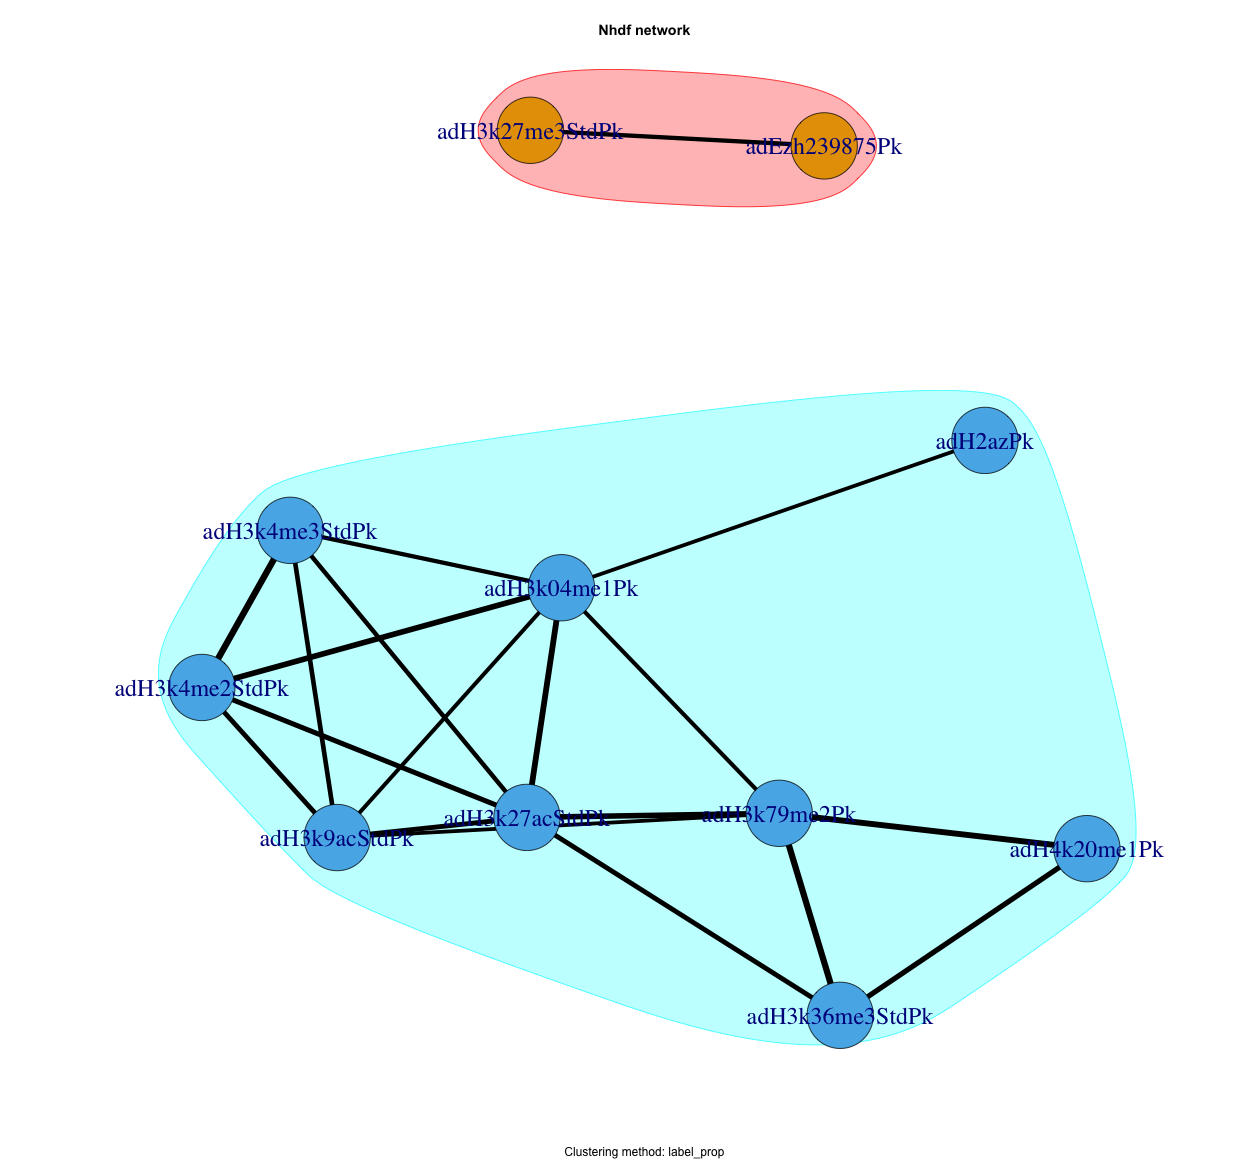 Nhdf network
adH3k27me3StdPk
adEzh239875Pk
adH2azPk
adH3k4me3StdPk
adH3k04me1Pk
adH3k4me2StdPk
adH3k27acStdPk
adH3k79me2Pk
adH3k9acStdPk
adH4k20me1Pk
adH3k36me3StdPk
Clustering method: label_prop